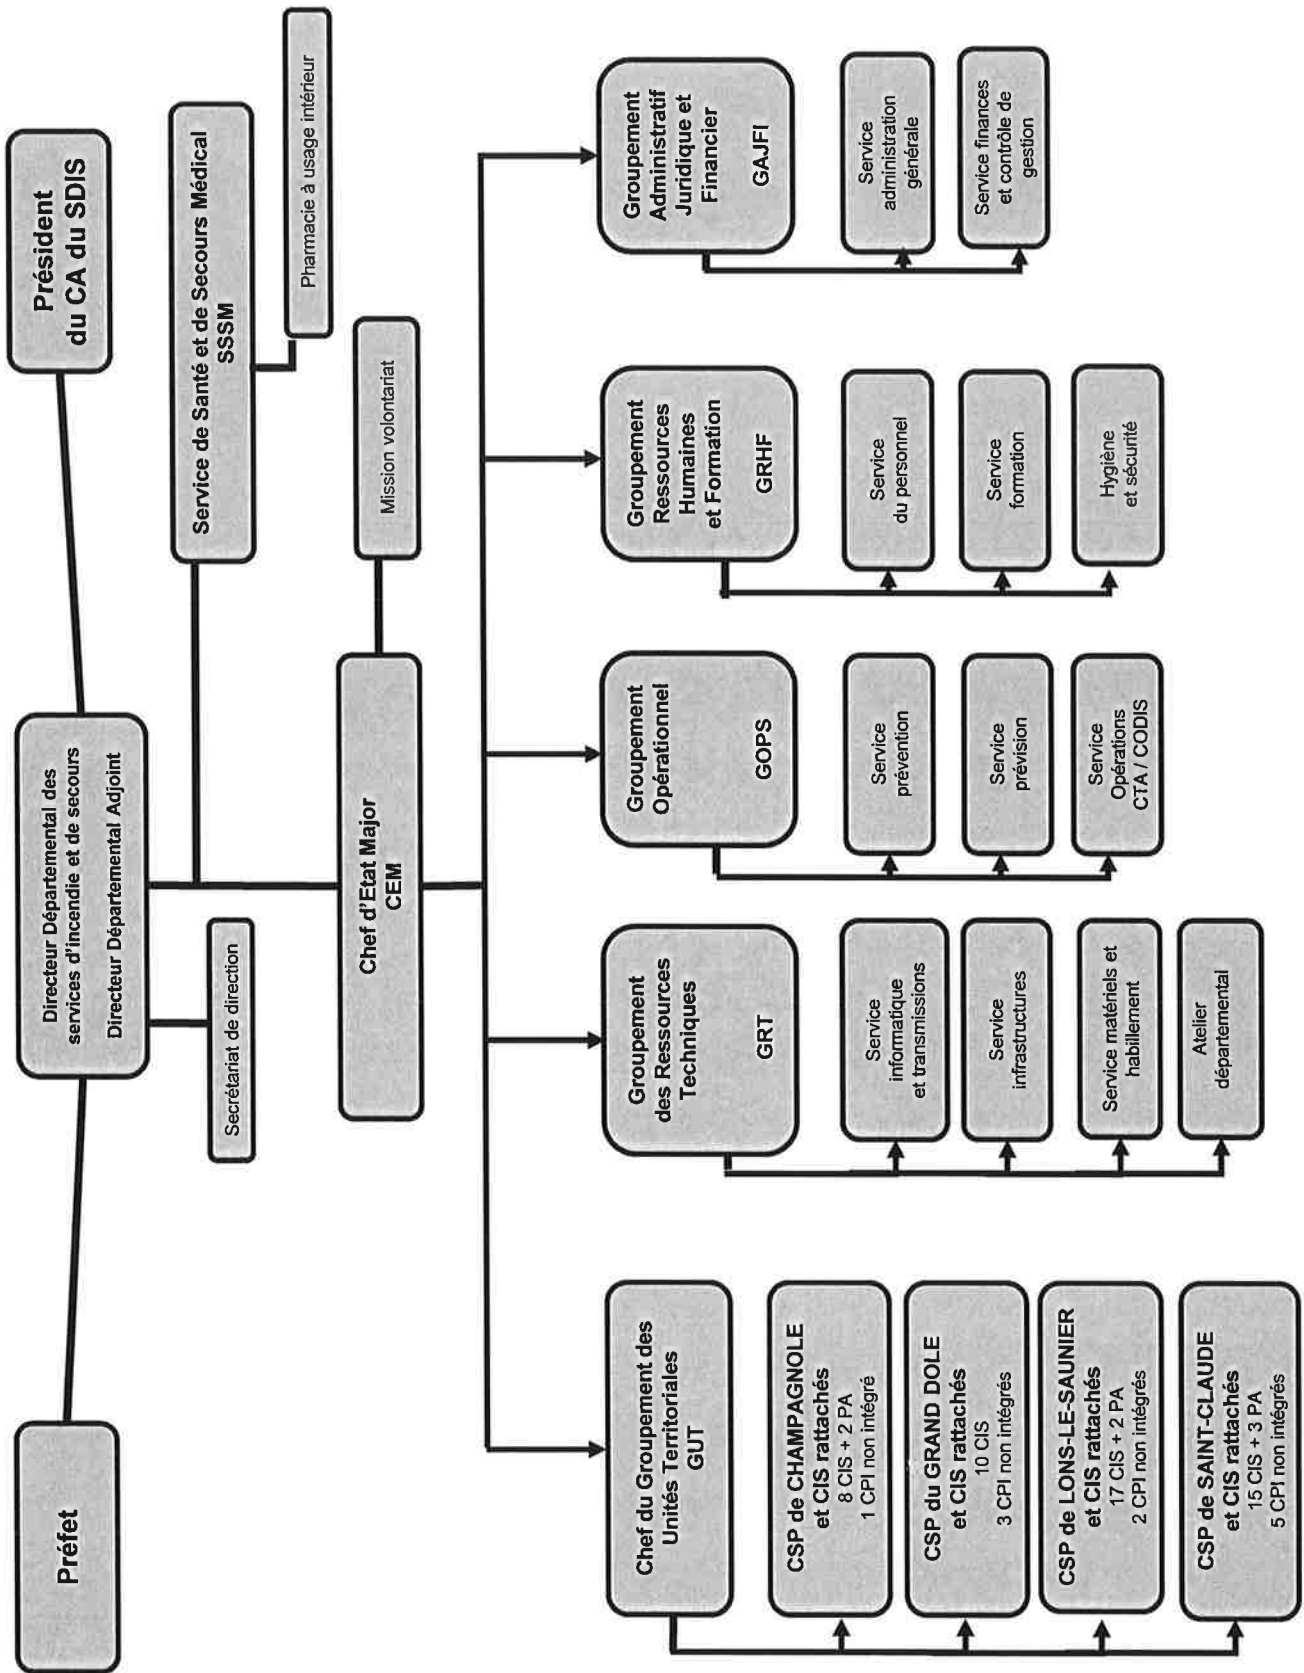 Préfet
Président
du CA du SDIS
Directeur Départemental des
services d'incendie et de secours
Directeur Départemental Adjoint
Secrétariat de direction
Service de Santé et de Secours Médical
SSSM
Pharmacie à usage intérieur
Chef d'Etat Major
CEM
Mission volontariat
Chef du Groupement des
Unités Territoriales
GUT
CSP de CHAMPAGNOLE
et CIS rattachés
8 CIS + 2 PA
1 CPI non intégré
CSP du GRAND DOLE
et CIS rattachés
10 CIS
3 CPI non intégrés
CSP de LONS-LE-SAUNIER
et CIS rattachés
17 CIS + 2 PA
2 CPI non intégrés
CSP de SAINT-CLAUDE
et CIS rattachés
15 CIS + 3 PA
5 CPI non intégrés
Groupement
des Ressources
Techniques
GRT
Service
informatique
et transmissions
Service
infrastructures
Service matériels et
habillement
Atelier
départemental
Groupement
Opérationnel
GOPS
Service
prévention
Service
prévision
Service
Opérations
CTA / CODIS
Groupement
Ressources
Humaines
et Formation
GRHF
Service
du personnel
Service
formation
Hygiène
et sécurité
Groupement
Administratif
Juridique et
Financier
GAJFI
Service
administration
générale
Service finances
et contrôle de
gestion